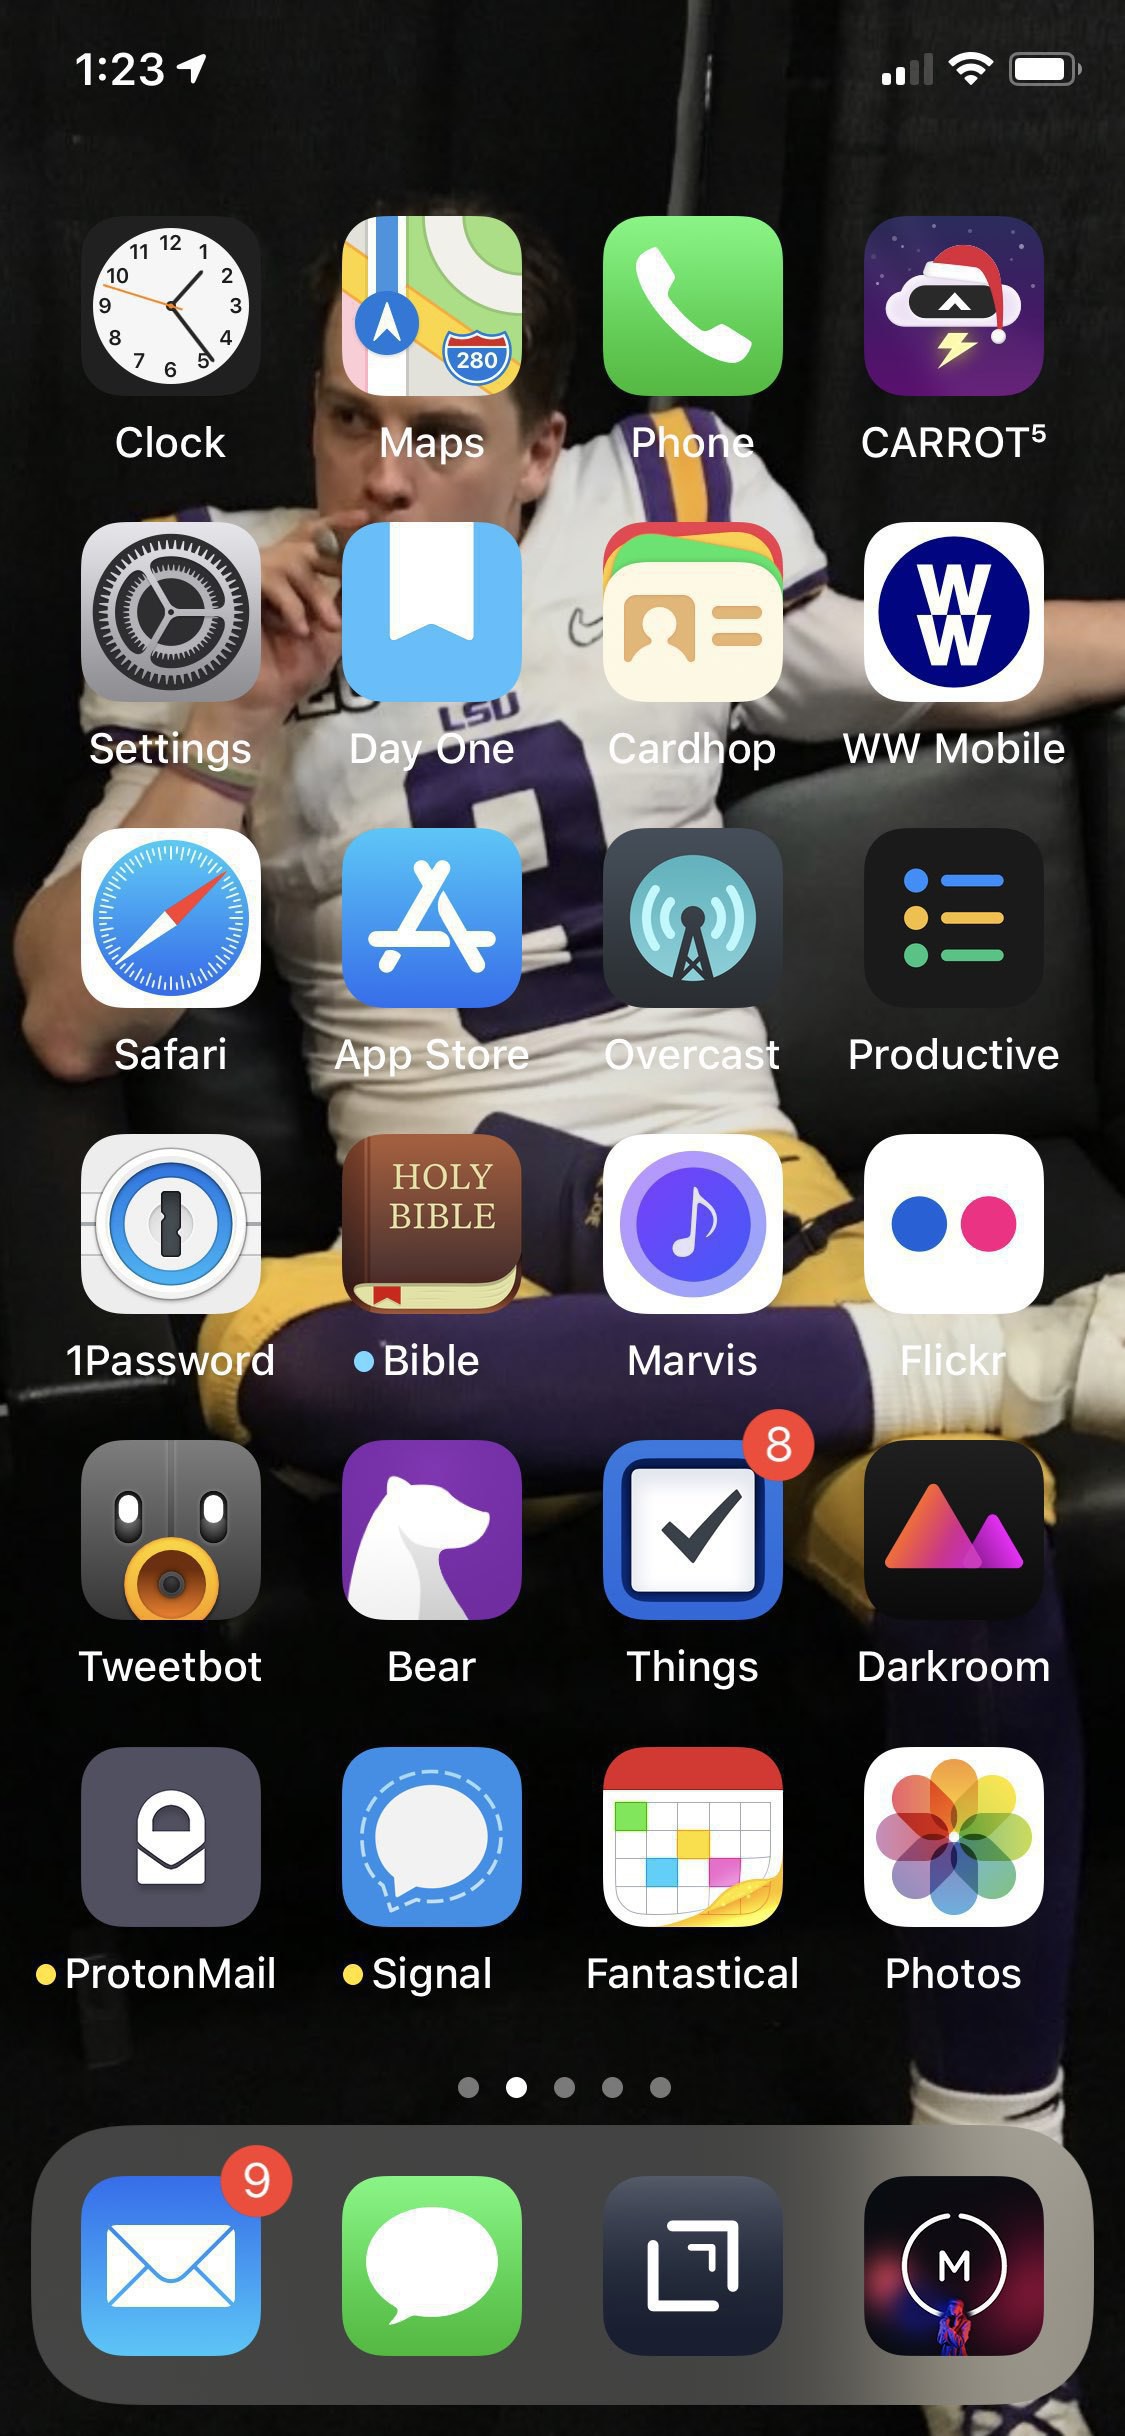 1:23
12
11 1
10 2
9 3
8 4
7 5
6
280
Clock Maps Phone CARROT⁵
W
W
LSU
Settings Day One Cardhop WW Mobile
9
Safari App Store Overcast Productive
HOLY
BIBLE
JOE
1Password Bible Marvis Flickr
8
Tweetbot Bear Things Darkroom
ProtonMail Signal Fantastical Photos
9
M